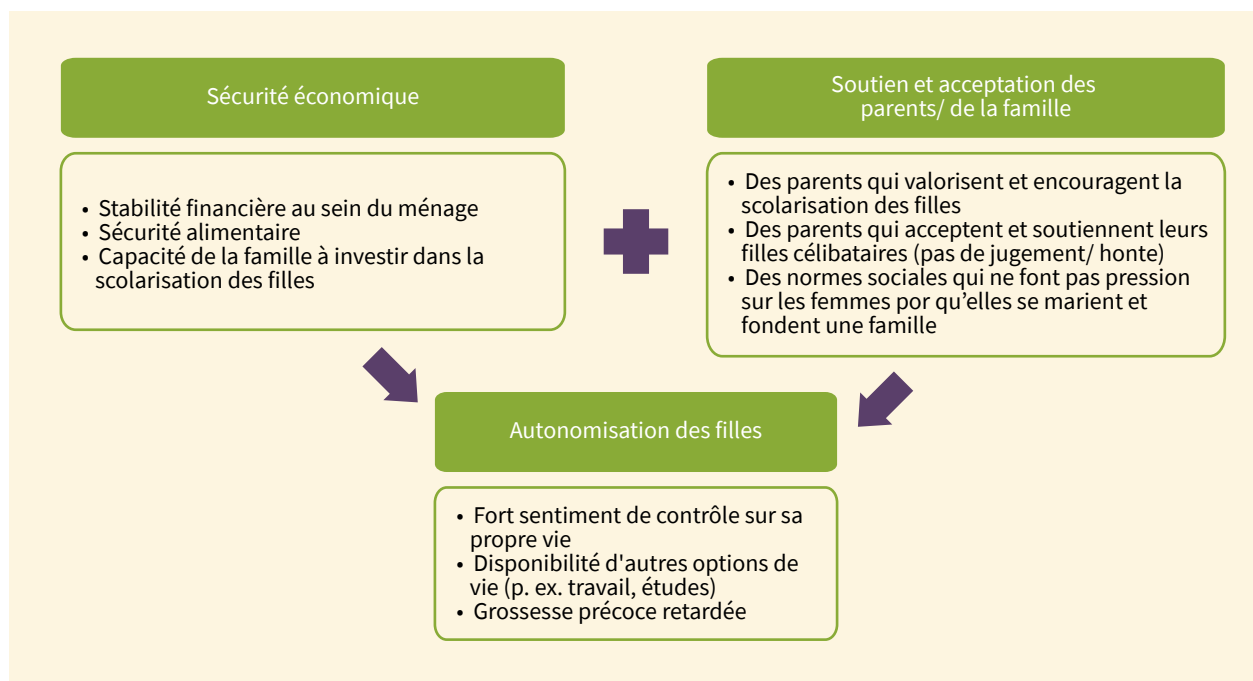 Sécurité économique
• Stabilité financière au sein du ménage
• Sécurité alimentaire
• Capacité de la famille à investir dans la
scolarisation des filles
Soutien et acceptation des
parents/ de la famille
• Des parents qui valorisent et encouragent la
scolarisation des filles
• Des parents qui acceptent et soutiennent leurs
filles célibataires (pas de jugement/ honte)
• Des normes sociales qui ne font pas pression
sur les femmes por qu’elles se marient et
fondent une famille
Autonomisation des filles
• Fort sentiment de contrôle sur sa
propre vie
• Disponibilité d'autres options de
vie (p. ex. travail, études)
• Grossesse précoce retardée